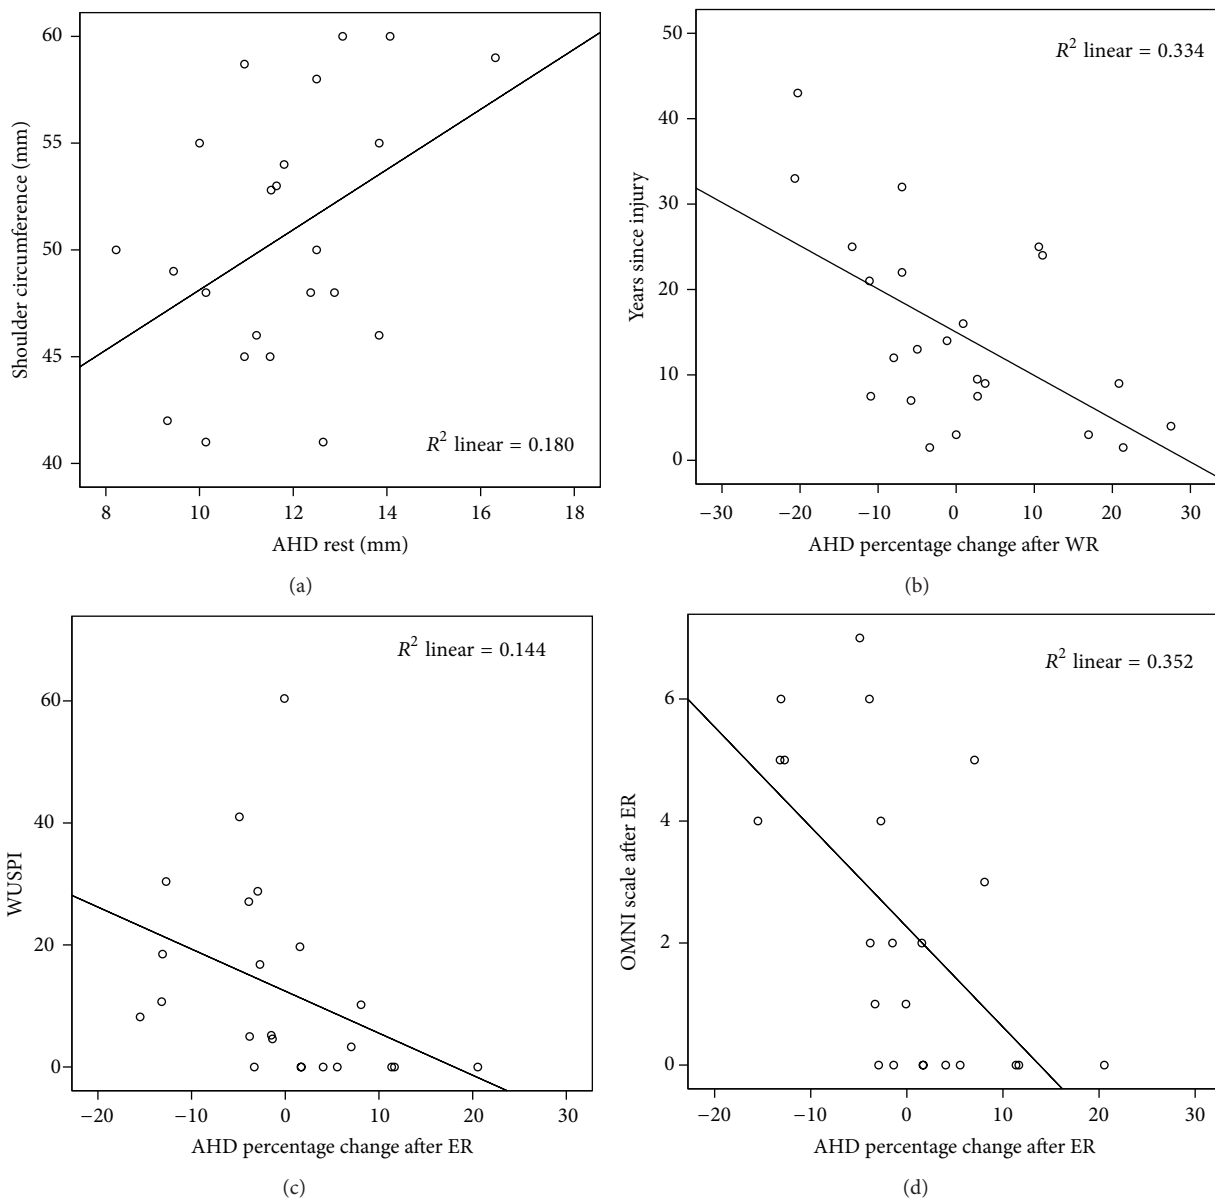 60
55
50
45
40
Shoulder circumference (mm)
R² linear = 0.180
8 10 12 14 16 18
AHD rest (mm)
(a)
50
40
30
20
10
0
Years since injury
R² linear = 0.334
−30 −20 −10 0 10 20 30
AHD percentage change after WR
(b)
60
40
20
0
WUSPI
R² linear = 0.144
−20 −10 0 10 20 30
AHD percentage change after ER
(c)
6
4
2
0
OMNI scale after ER
R² linear = 0.352
−20 −10 0 10 20 30
AHD percentage change after ER
(d)